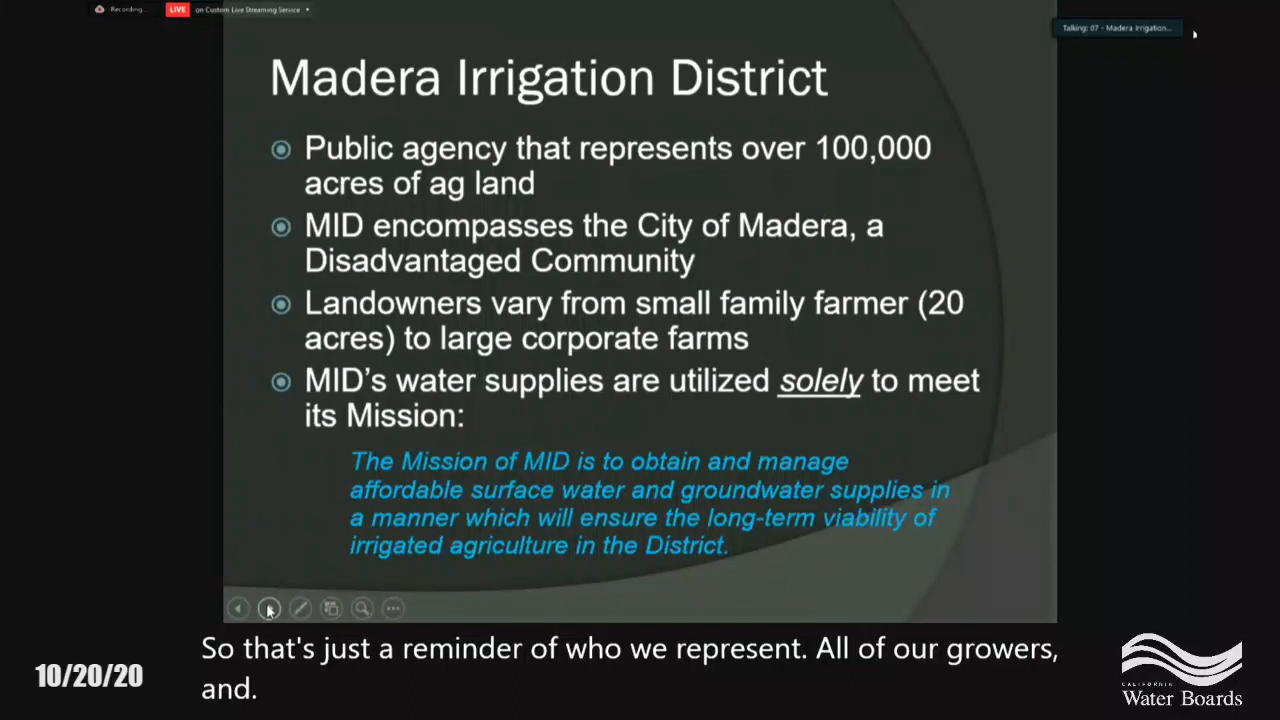 Recording...
LIVE on Custom Live Streaming Service
Talking: 07 - Madera Irrigation...
Madera Irrigation District
Public agency that represents over 100,000
acres of ag land
MID encompasses the City of Madera, a
Disadvantaged Community
Landowners vary from small family farmer (20
acres) to large corporate farms
MID's water supplies are utilized solely to meet
its Mission:
The Mission of MID is to obtain and manage
affordable surface water and groundwater supplies in
a manner which will ensure the long-term viability of
irrigated agriculture in the District.
So that's just a reminder of who we represent. All of our growers,
and.
10/20/20
CALIFORNIA
Water Boards